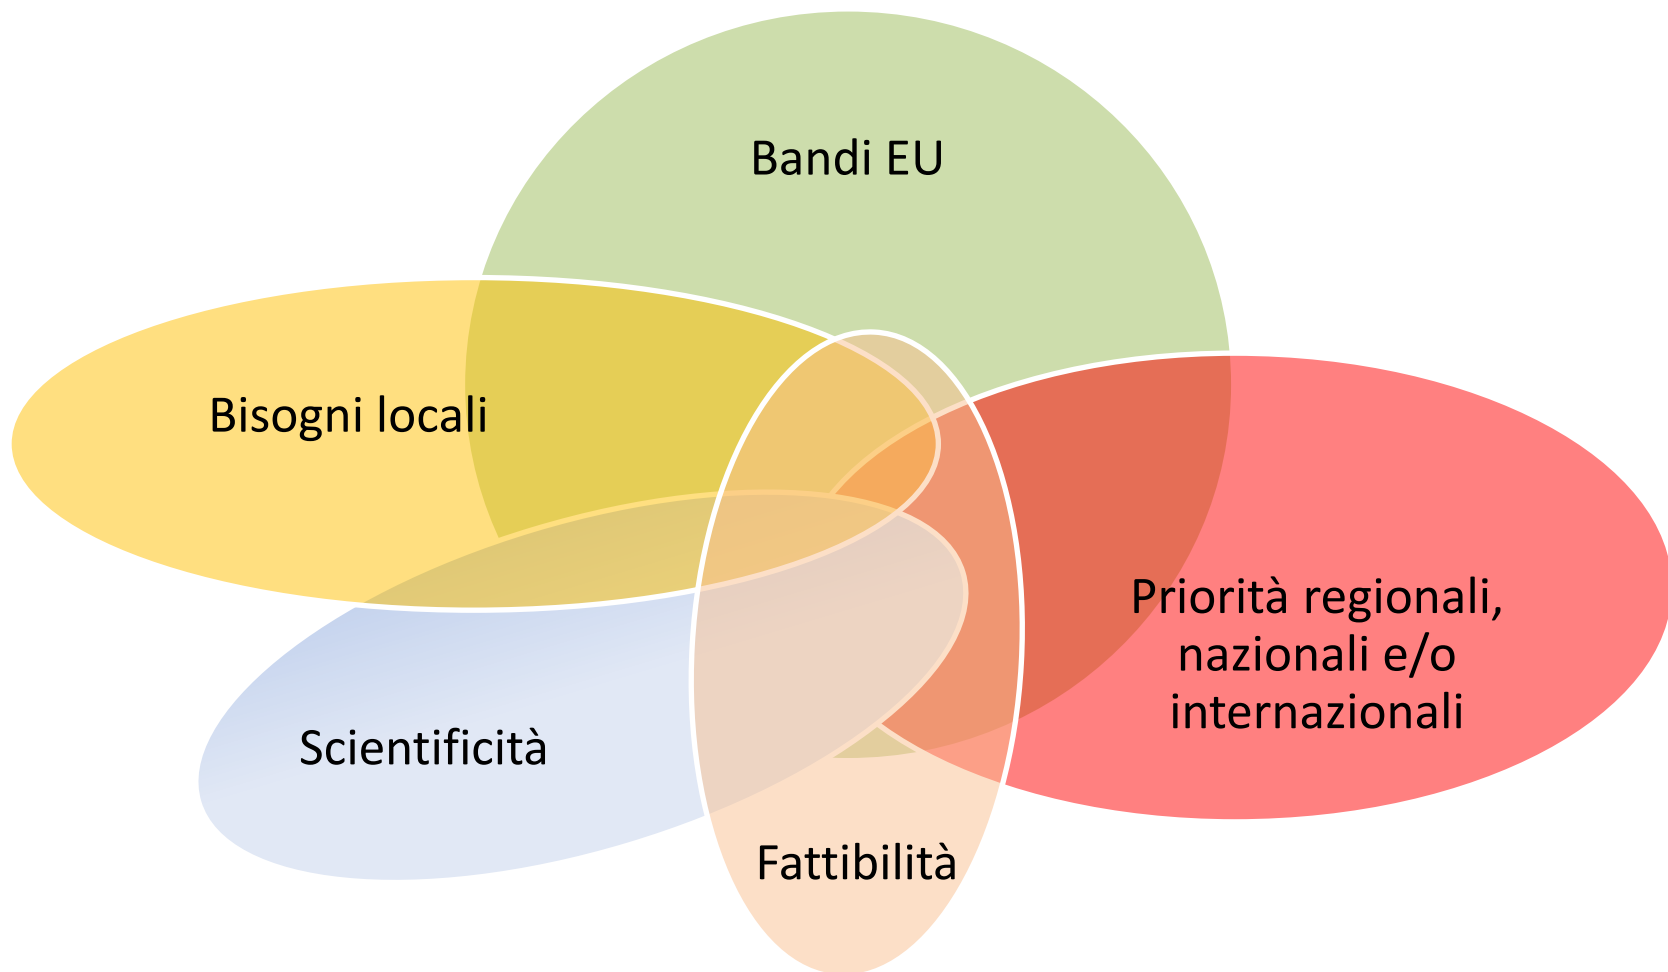 Bandi EU
Bisogni locali
Priorità regionali,
nazionali e/o
internazionali
Scientificità
Fattibilità